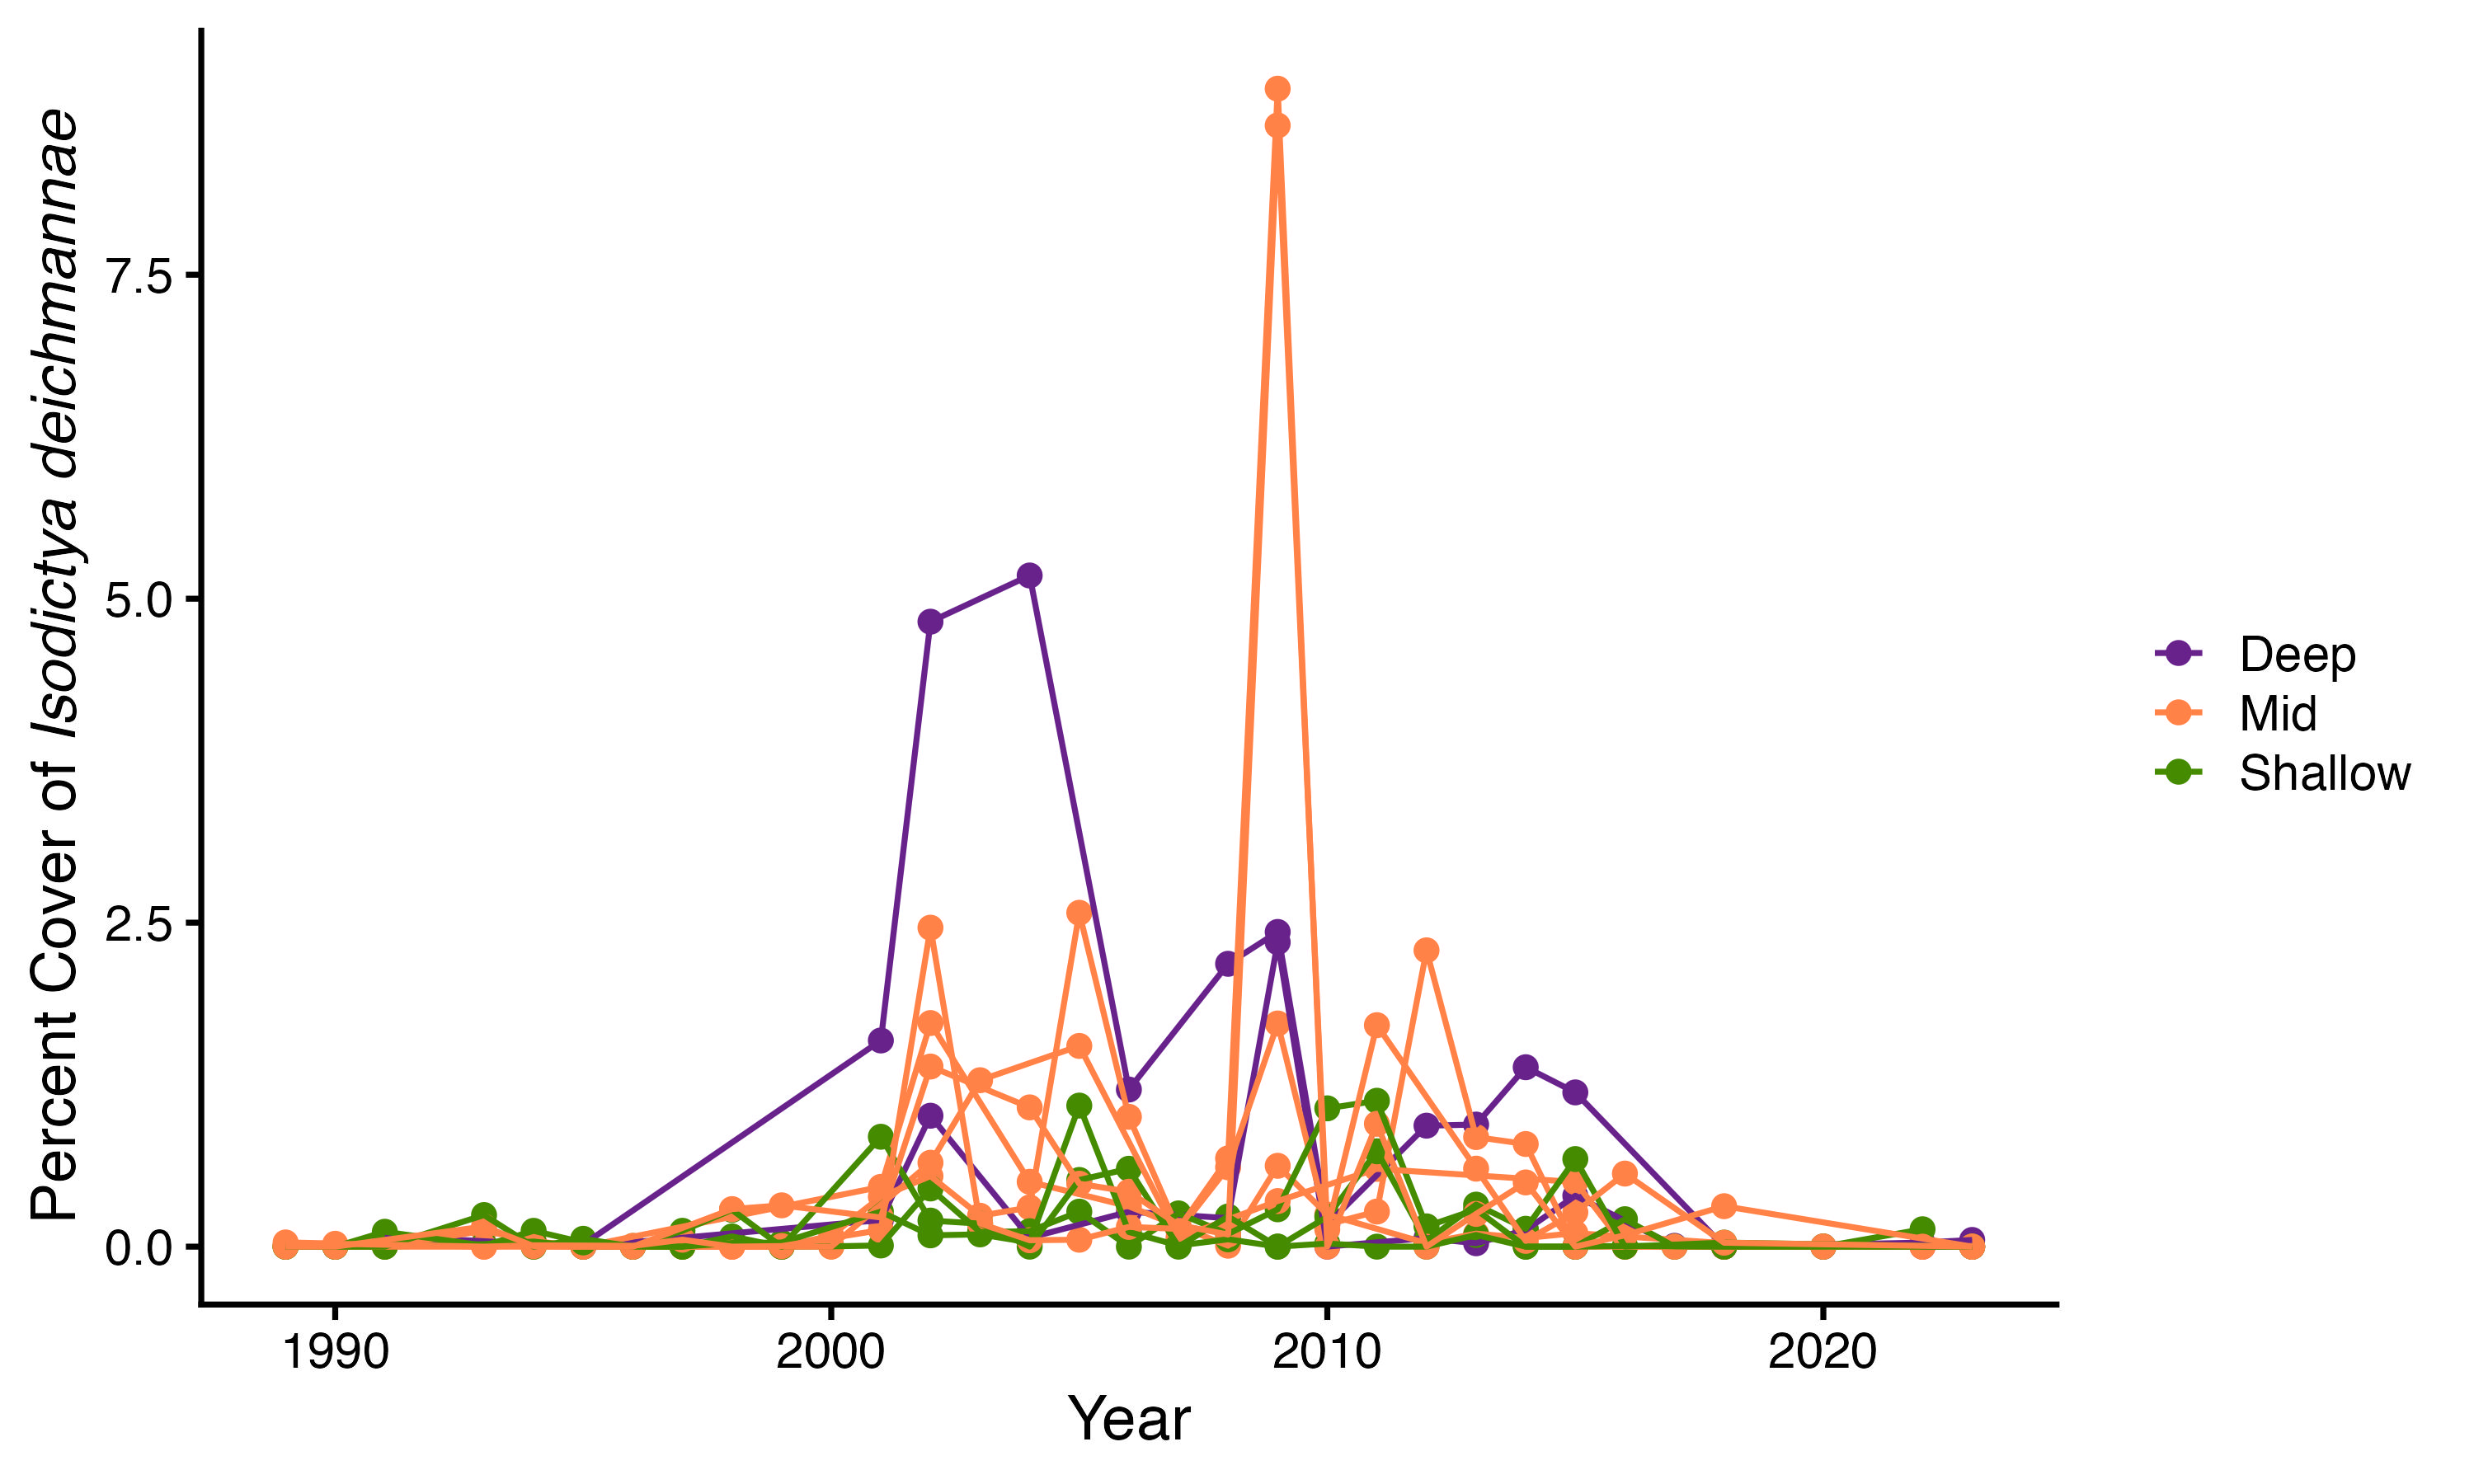 Percent Cover of Isodictya deichmannae
7.5
5.0
2.5
0.0
1990 2000 2010 2020
Year
Deep
Mid
Shallow